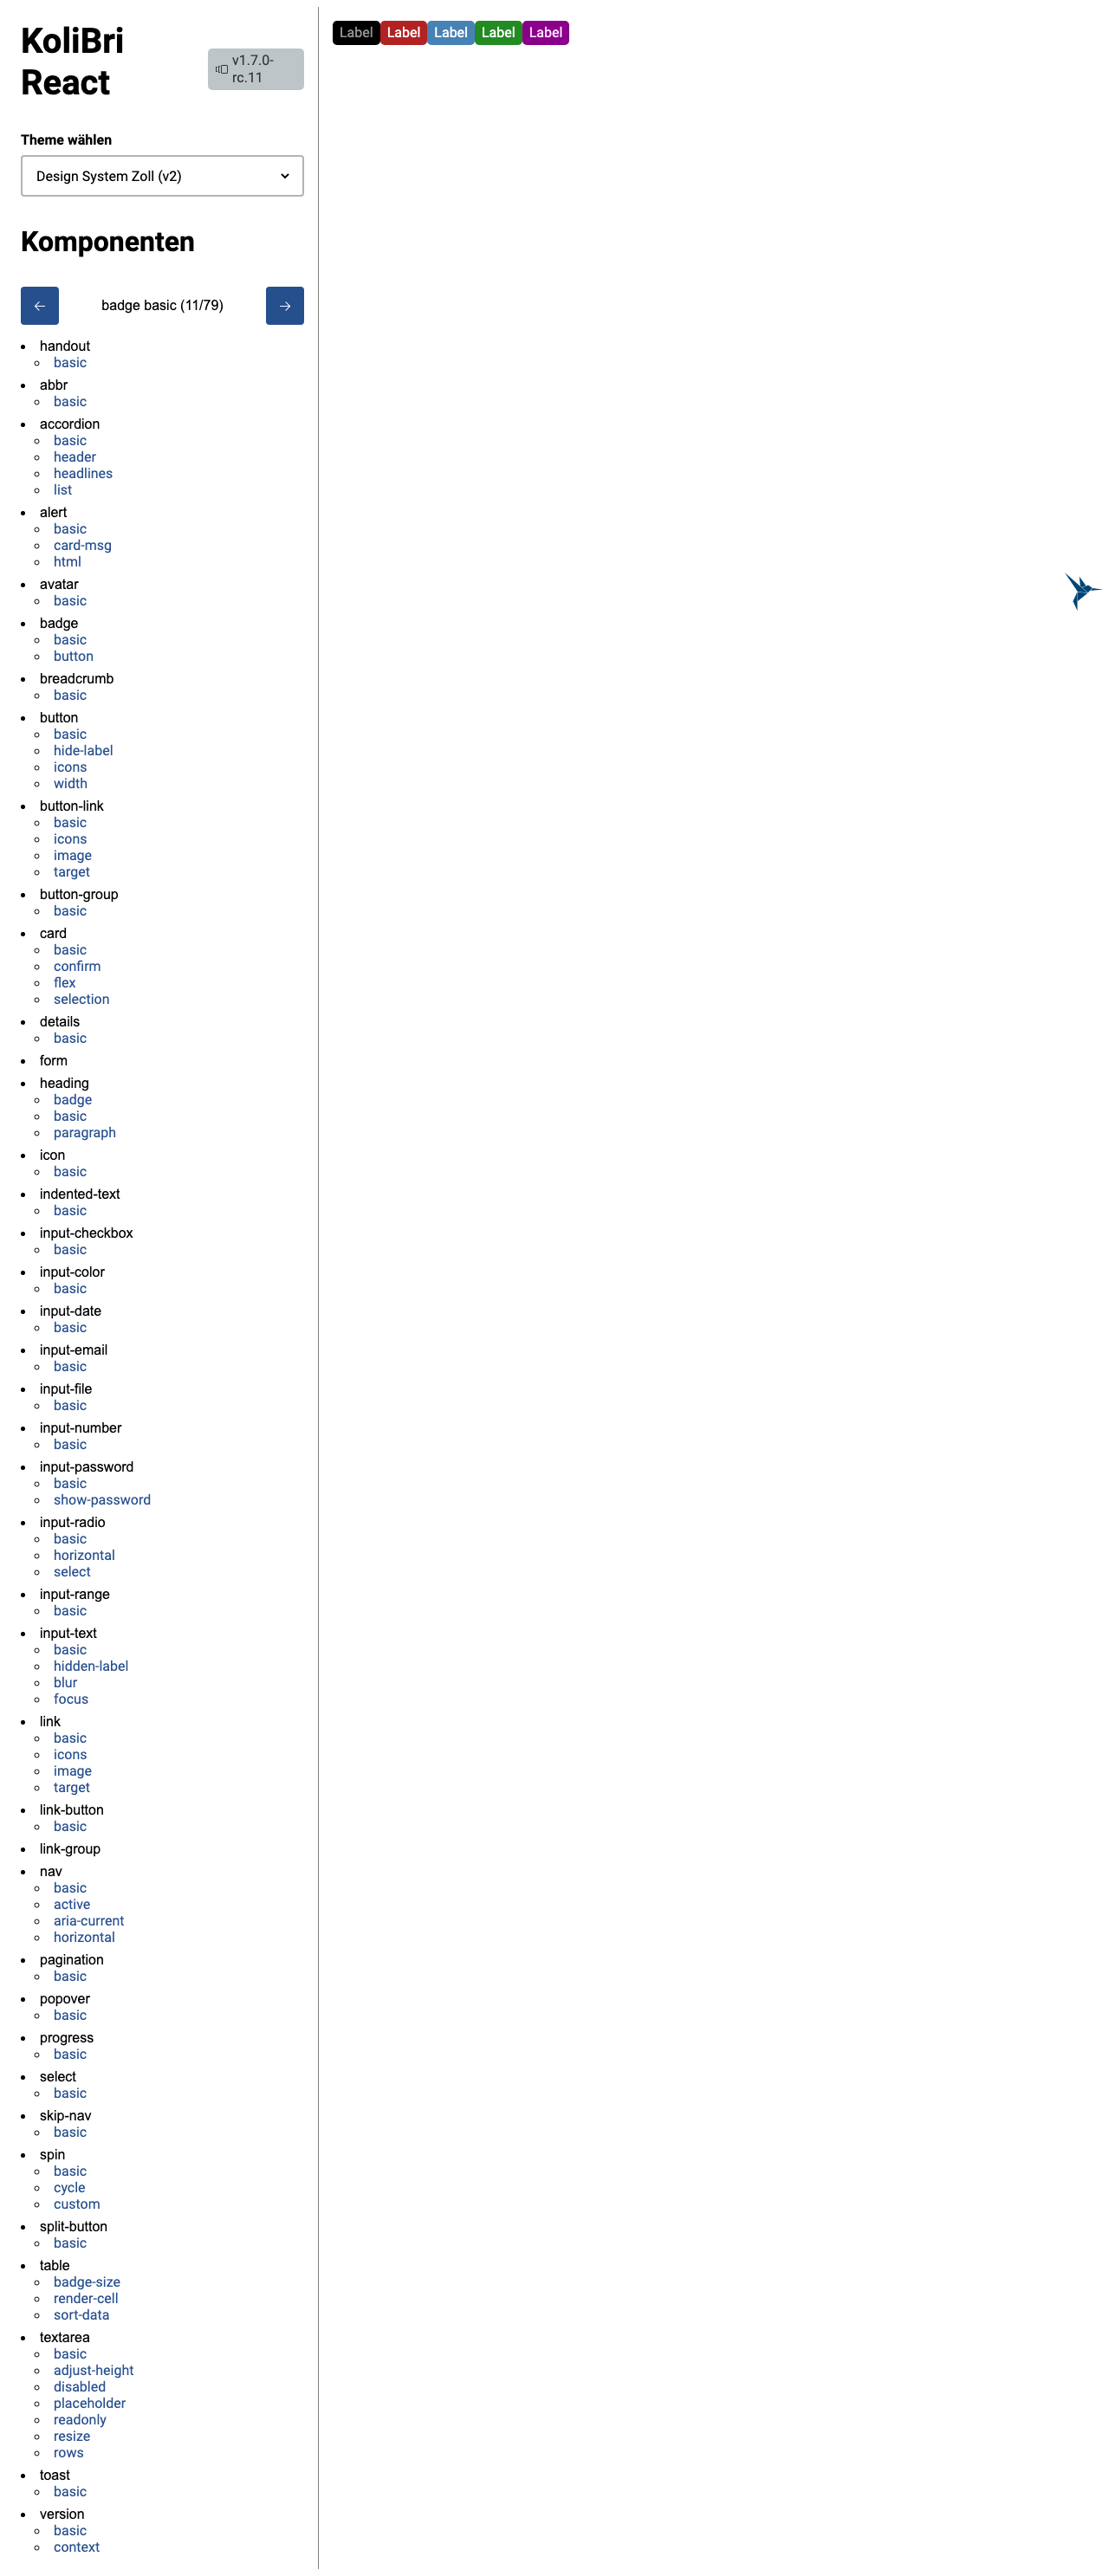 KoliBri
React
v1.7.0-
rc.11
Theme wählen
Design System Zoll (v2)
Komponenten
badge basic (11/79)
handout
basic
abbr
basic
accordion
basic
header
headlines
list
alert
basic
card-msg
html
avatar
basic
badge
basic
button
breadcrumb
basic
button
basic
hide-label
icons
width
button-link
basic
icons
image
target
button-group
basic
card
basic
confirm
flex
selection
details
basic
form
heading
badge
basic
paragraph
icon
basic
indented-text
basic
input-checkbox
basic
input-color
basic
input-date
basic
input-email
basic
input-file
basic
input-number
basic
input-password
basic
show-password
input-radio
basic
horizontal
select
input-range
basic
input-text
basic
hidden-label
blur
focus
link
basic
icons
image
target
link-button
basic
link-group
nav
basic
active
aria-current
horizontal
pagination
basic
popover
basic
progress
basic
select
basic
skip-nav
basic
spin
basic
cycle
custom
split-button
basic
table
badge-size
render-cell
sort-data
textarea
basic
adjust-height
disabled
placeholder
readonly
resize
rows
toast
basic
version
basic
context
Label Label Label Label Label